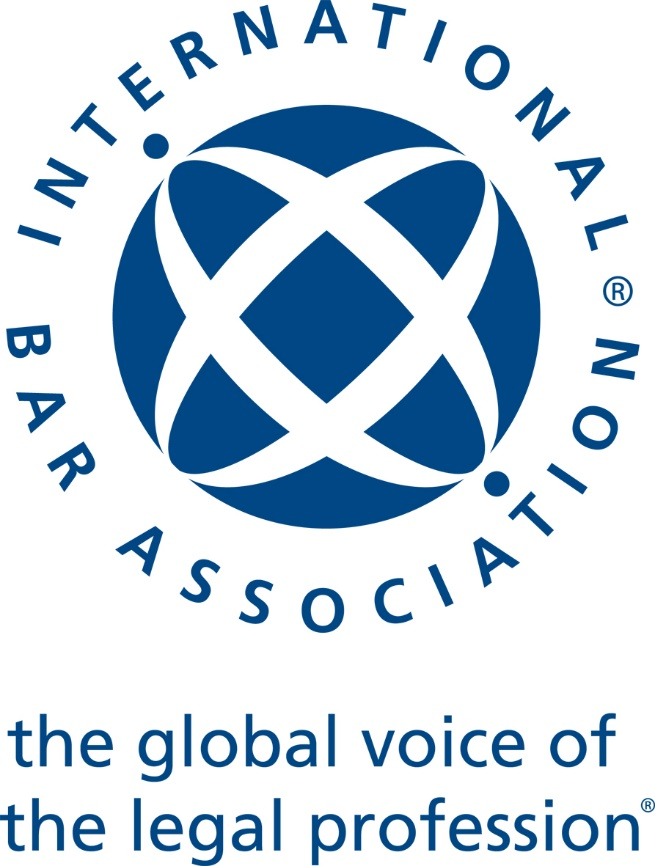 INTERNATIONAL®
BAR ASSOCIATION
the global voice of
the legal profession®